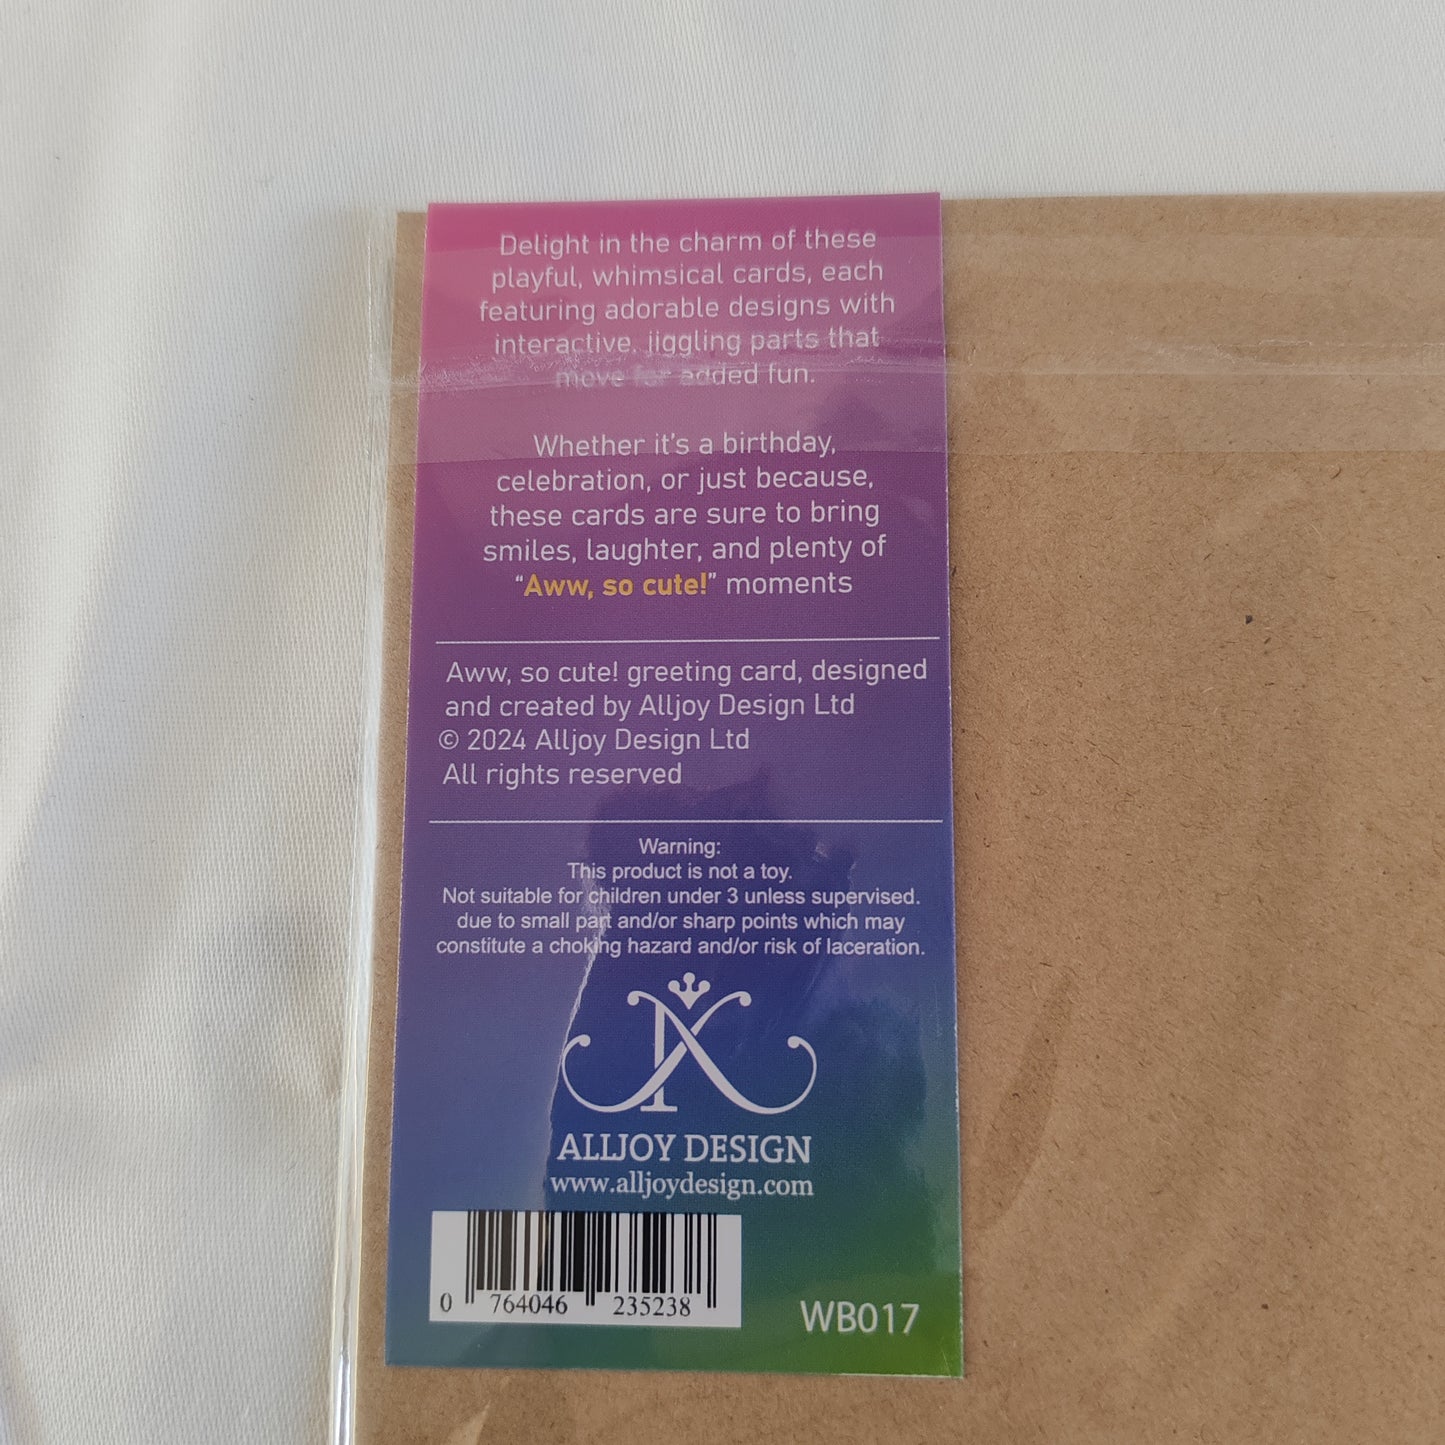 Delight in the charm of these
playful, whimsical cards, each
featuring adorable designs with
interactive, jiggling parts that
move for added fun.
Whether it's a birthday,
celebration, or just because,
these cards are sure to bring
smiles, laughter, and plenty of
“Aww, so cute!” moments
Aww, so cute! greeting card, designed
and created by Alljoy Design Ltd
© 2024 Alljoy Design Ltd
All rights reserved
Warning:
This product is not a toy.
Not suitable for children under 3 unless supervised.
due to small part and/or sharp points which may
constitute a choking hazard and/or risk of laceration.
ALLJOY DESIGN
www.alljoydesign.com
0 764046 235238
WB017